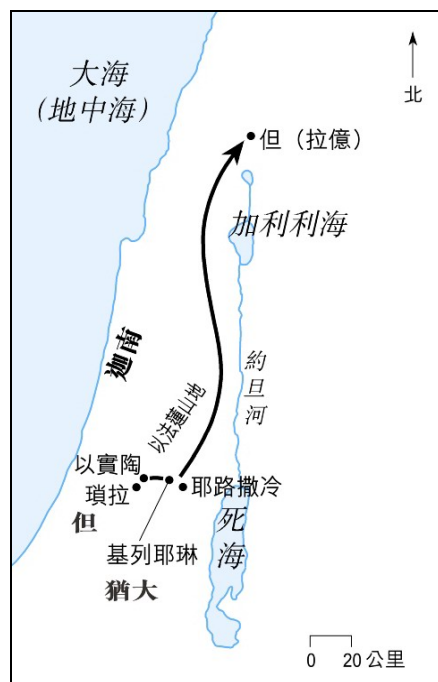 大海
(地中海)
北
但（拉億）
加利利海
迦南
約旦河
以法蓮山地
以實陶
瑣拉
耶路撒冷
但
死海
基列耶琳
猶大
0 20 公里